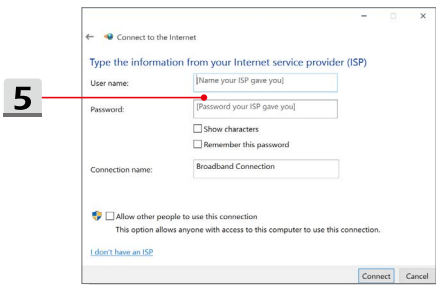 Connect to the Internet
Type the information from your Internet service provider (ISP)
User name: [Name your ISP gave you]
5
Password: [Password your ISP gave you]
Show characters
Remember this password
Connection name: Broadband Connection
Allow other people to use this connection
This option allows anyone with access to this computer to use this connection.
I don't have an ISP
Connect Cancel